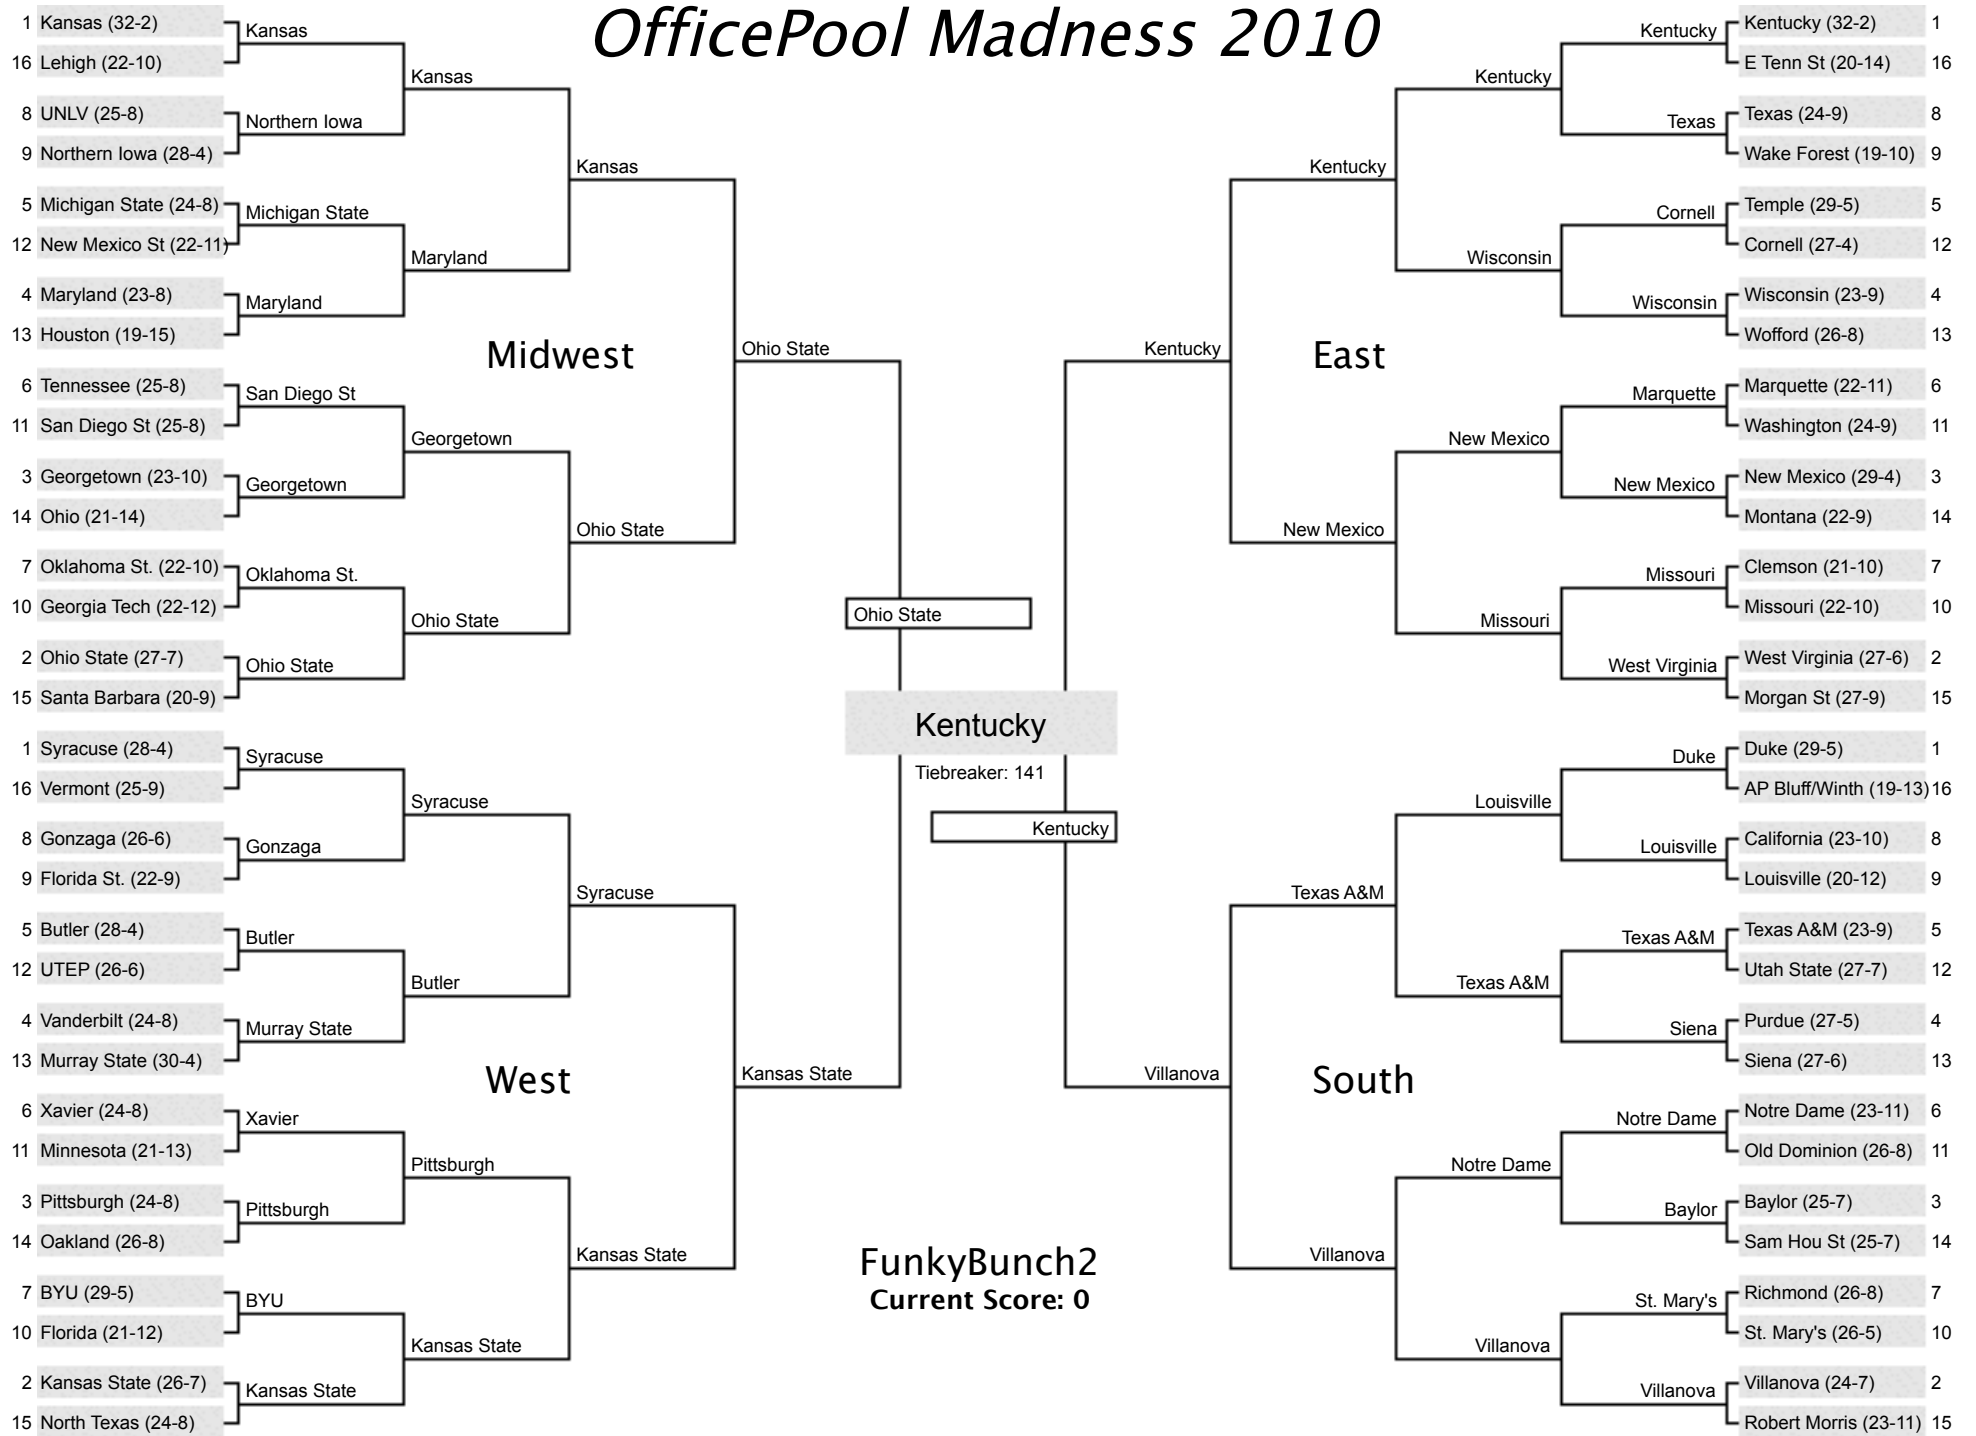 OfficePool Madness 2010
1 Kansas (32-2)
16 Lehigh (22-10)
8 UNLV (25-8)
9 Northern Iowa (28-4)
5 Michigan State (24-8)
12 New Mexico St (22-11)
4 Maryland (23-8)
13 Houston (19-15)
6 Tennessee (25-8)
11 San Diego St (25-8)
3 Georgetown (23-10)
14 Ohio (21-14)
7 Oklahoma St. (22-10)
10 Georgia Tech (22-12)
2 Ohio State (27-7)
15 Santa Barbara (20-9)
Kansas
Northern Iowa
Michigan State
Maryland
San Diego St
Georgetown
Oklahoma St.
Ohio State
Kansas
Maryland
Georgetown
Ohio State
Kansas
Ohio State
Midwest
Ohio State
1 Syracuse (28-4)
16 Vermont (25-9)
8 Gonzaga (26-6)
9 Florida St. (22-9)
5 Butler (28-4)
12 UTEP (26-6)
4 Vanderbilt (24-8)
13 Murray State (30-4)
6 Xavier (24-8)
11 Minnesota (21-13)
3 Pittsburgh (24-8)
14 Oakland (26-8)
7 BYU (29-5)
10 Florida (21-12)
2 Kansas State (26-7)
15 North Texas (24-8)
Syracuse
Gonzaga
Butler
Murray State
Xavier
Pittsburgh
BYU
Kansas State
Syracuse
Butler
Pittsburgh
Kansas State
Syracuse
Kansas State
West
Kansas State
Ohio State
Kentucky
Tiebreaker: 141
Kentucky
FunkyBunch2
Current Score: 0
Kentucky (32-2) 1
E Tenn St (20-14) 16
Texas (24-9) 8
Wake Forest (19-10) 9
Temple (29-5) 5
Cornell (27-4) 12
Wisconsin (23-9) 4
Wofford (26-8) 13
Marquette (22-11) 6
Washington (24-9) 11
New Mexico (29-4) 3
Montana (22-9) 14
Clemson (21-10) 7
Missouri (22-10) 10
West Virginia (27-6) 2
Morgan St (27-9) 15
Kentucky
Texas
Cornell
Wisconsin
Marquette
New Mexico
Missouri
West Virginia
Kentucky
Wisconsin
New Mexico
Missouri
Kentucky
New Mexico
East
Kentucky
Duke (29-5) 1
AP Bluff/Winth (19-13) 16
California (23-10) 8
Louisville (20-12) 9
Texas A&M (23-9) 5
Utah State (27-7) 12
Purdue (27-5) 4
Siena (27-6) 13
Notre Dame (23-11) 6
Old Dominion (26-8) 11
Baylor (25-7) 3
Sam Hou St (25-7) 14
Richmond (26-8) 7
St. Mary's (26-5) 10
Villanova (24-7) 2
Robert Morris (23-11) 15
Duke
Louisville
Texas A&M
Siena
Notre Dame
Baylor
St. Mary's
Villanova
Louisville
Texas A&M
Notre Dame
Villanova
Texas A&M
Villanova
South
Villanova